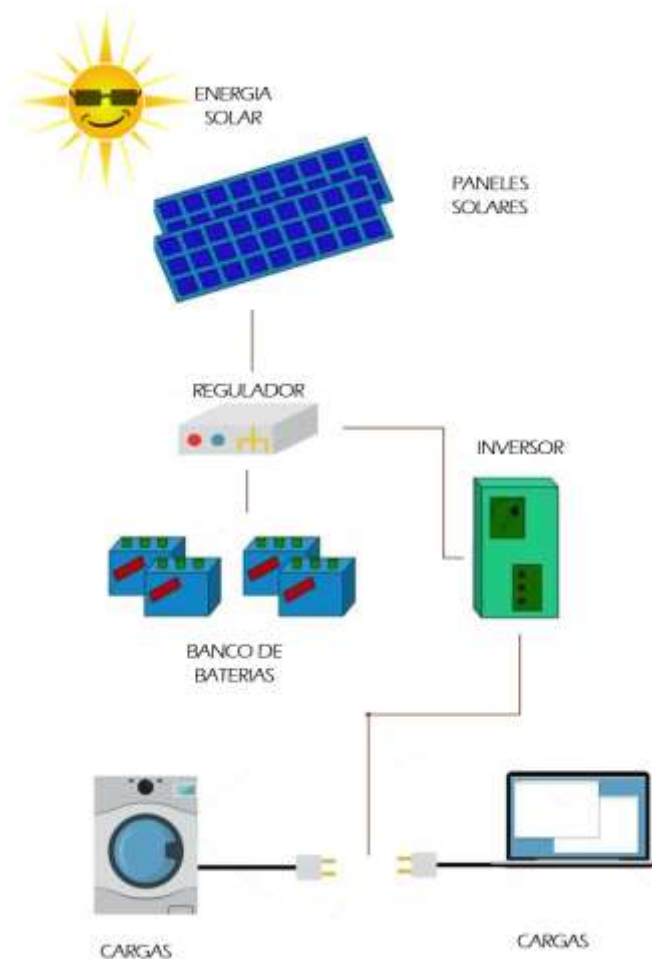 ENERGIA
SOLAR
PANELES
SOLARES
REGULADOR
INVERSOR
BANCO DE
BATERIAS
CARGAS
CARGAS